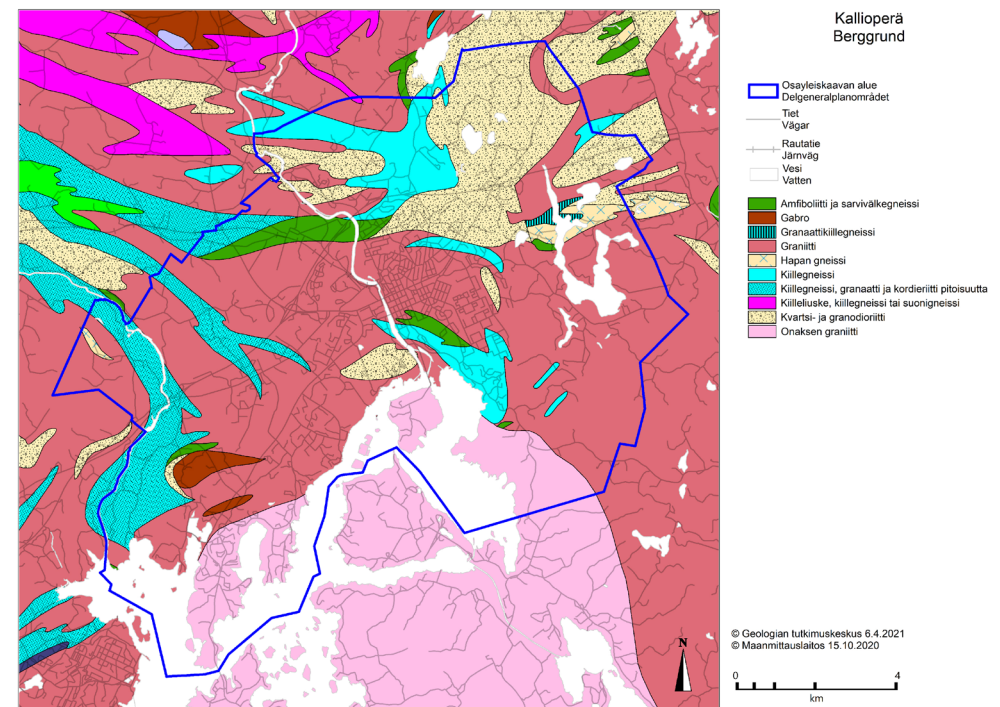 Kallioperä
Berggrund
Osayleiskaavan alue
Delgeneralplanområdet
Tiet
Vägar
Rautatie
Järnväg
Vesi
Vatten
Amfiboliitti ja sarvivälkegneissi
Gabro
Granaattikiillegneissi
Graniitti
Hapan gneissi
Kiillegneissi
Kiillegneissi, granaatti ja kordieriitti pitoisuutta
Kiilleliuske, kiillegneissi tai suonigneissi
Kvartsi- ja granodioriitti
Onaksen graniitti
N
© Geologian tutkimuskeskus 6.4.2021
© Maanmittauslaitos 15.10.2020
0 4
km